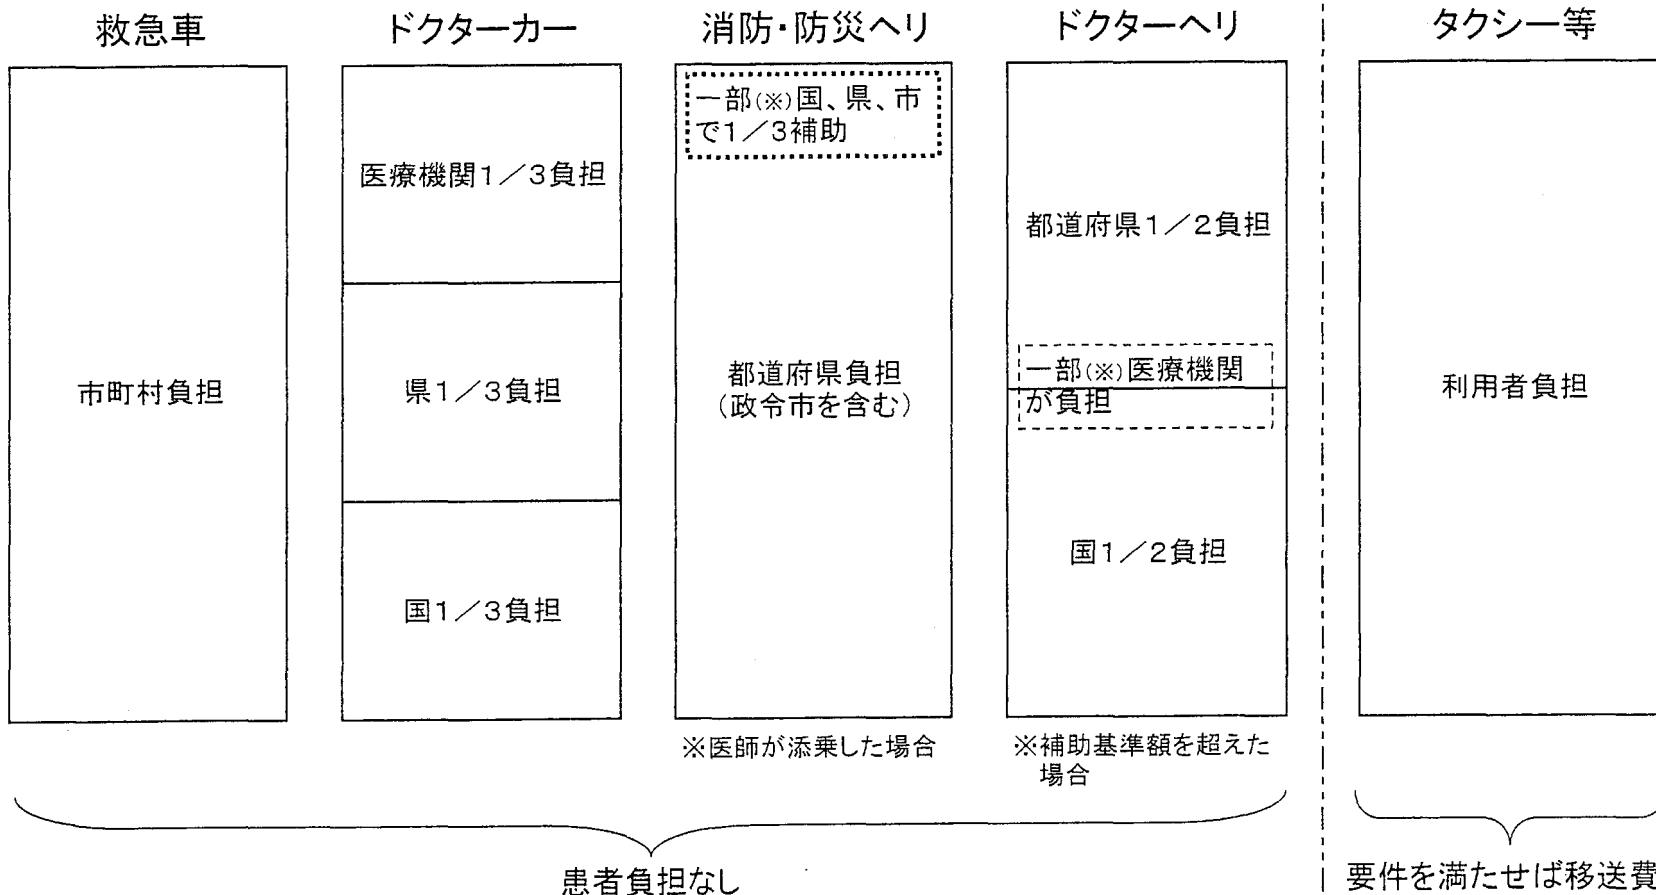 救急車
ドクターカー
消防・防災ヘリ
ドクターヘリ
タクシー等
市町村負担
医療機関1／3負担
県1／3負担
国1／3負担
一部(※)国、県、市
で1／3補助
都道府県負担
(政令市を含む)
※医師が添乗した場合
都道府県1／2負担
一部(※)医療機関
が負担
国1／2負担
※補助基準額を超えた
場合
利用者負担
患者負担なし
要件を満たせば移送費